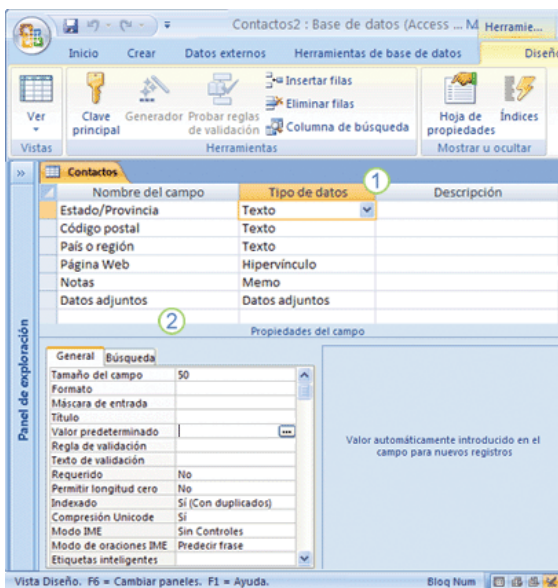 Contactos2 : Base de datos (Access ... M Herramie...
Inicio Crear Datos externos Herramientas de base de datos Diseño
Ver
Clave principal
Generador
Probar reglas de validación
Insertar filas
Eliminar filas
Columna de búsqueda
Hoja de propiedades
Índices
Vistas Herramientas Mostrar u ocultar
» Contactos
Nombre del campo Tipo de datos 1 Descripción
Estado/Provincia Texto
Código postal Texto
País o región Texto
Página Web Hipervínculo
Notas Memo
Datos adjuntos Datos adjuntos
2
Propiedades del campo
Panel de exploración
General Búsqueda
Tamaño del campo 50
Formato
Máscara de entrada
Título
Valor predeterminado ...
Regla de validación
Texto de validación
Requerido No
Permitir longitud cero No
Indexado Sí (Con duplicados)
Compresión Unicode Sí
Modo IME Sin Controles
Modo de oraciones IME Predecir frase
Etiquetas inteligentes
Valor automáticamente introducido en el
campo para nuevos registros
Vista Diseño. F6 = Cambiar paneles. F1 = Ayuda. Bloq Num